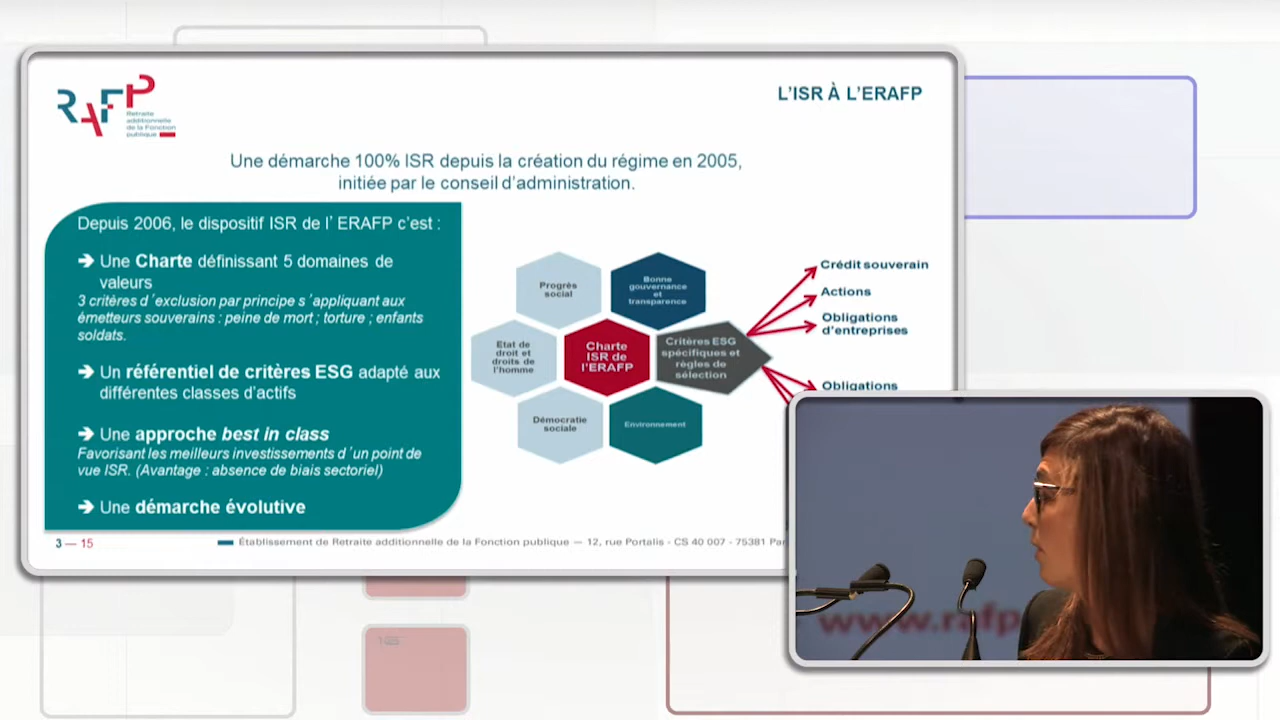 RAFP
Retraite
additionnelle
de la Fonction
publique
L'ISR À L'ERAFP
Une démarche 100% ISR depuis la création du régime en 2005,
initiée par le conseil d'administration.
Depuis 2006, le dispositif ISR de l' ERAFP c'est :
➔ Une Charte définissant 5 domaines de
valeurs
3 critères d 'exclusion par principe s 'appliquant aux
émetteurs souverains : peine de mort ; torture ; enfants
soldats.
➔ Un référentiel de critères ESG adapté aux
différentes classes d'actifs
➔ Une approche best in class
Favorisant les meilleurs investissements d 'un point de
vue ISR. (Avantage : absence de biais sectoriel)
➔ Une démarche évolutive
Progrès
social
Bonne
gouvernance
et
transparence
Etat de
droit et
droits de
l'homme
Charte
ISR de
l'ERAFP
Critères ESG
spécifiques et
règles de
sélection
Démocratie
sociale
Environnement
Crédit souverain
Actions
Obligations
d'entreprises
Obligations
3 — 15
Établissement de Retraite additionnelle de la Fonction publique — 12, rue Portalis - CS 40 007 - 75381 Par
www.rafp